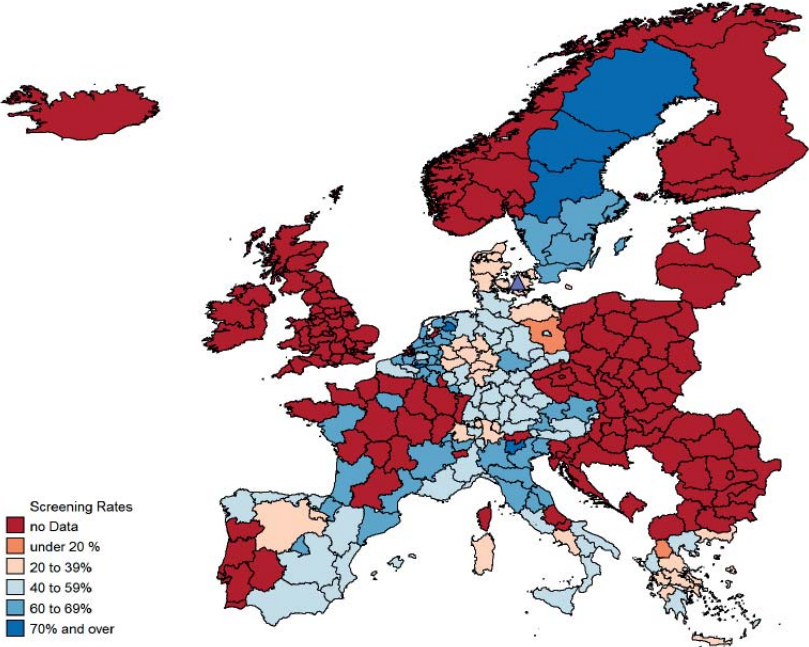 Screening Rates
no Data
under 20 %
20 to 39%
40 to 59%
60 to 69%
70% and over